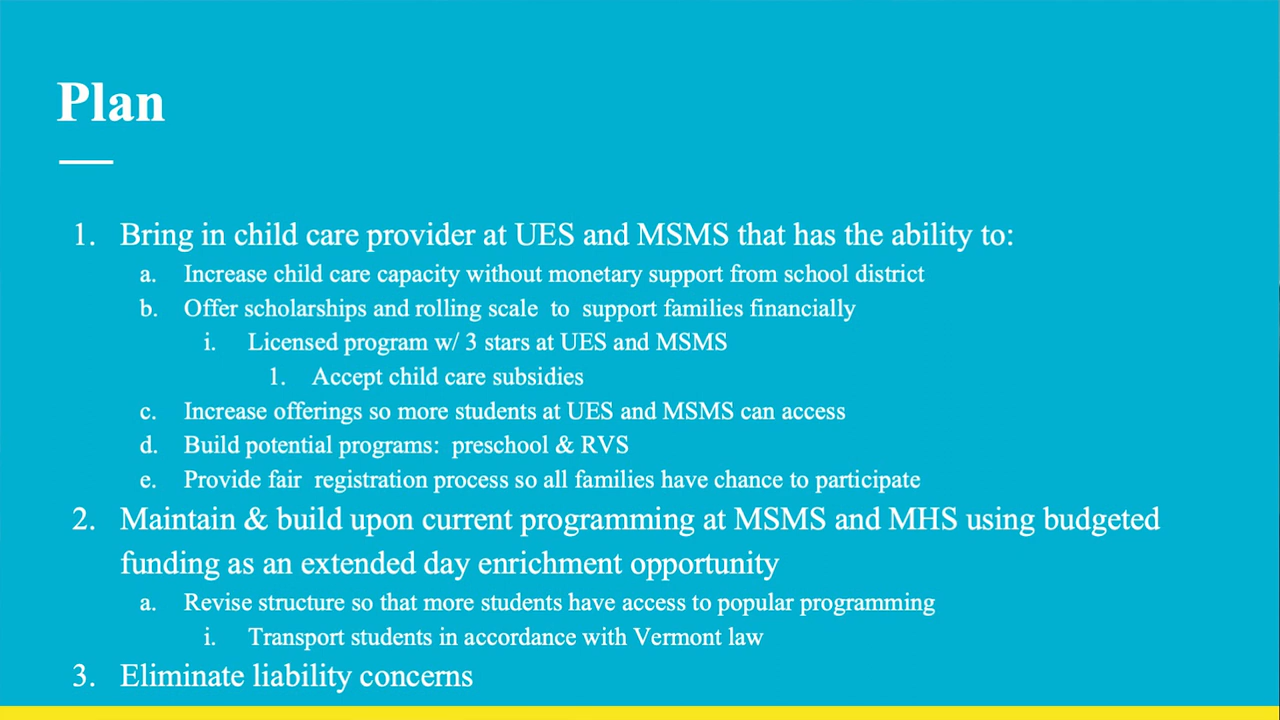 Plan
1. Bring in child care provider at UES and MSMS that has the ability to:
a. Increase child care capacity without monetary support from school district
b. Offer scholarships and rolling scale to support families financially
i. Licensed program w/ 3 stars at UES and MSMS
1. Accept child care subsidies
c. Increase offerings so more students at UES and MSMS can access
d. Build potential programs: preschool & RVS
e. Provide fair registration process so all families have chance to participate
2. Maintain & build upon current programming at MSMS and MHS using budgeted
funding as an extended day enrichment opportunity
a. Revise structure so that more students have access to popular programming
i. Transport students in accordance with Vermont law
3. Eliminate liability concerns